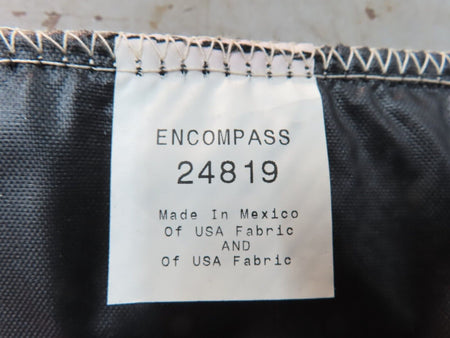 ENCOMPASS
24819
Made In Mexico
Of USA Fabric
AND
Of USA Fabric